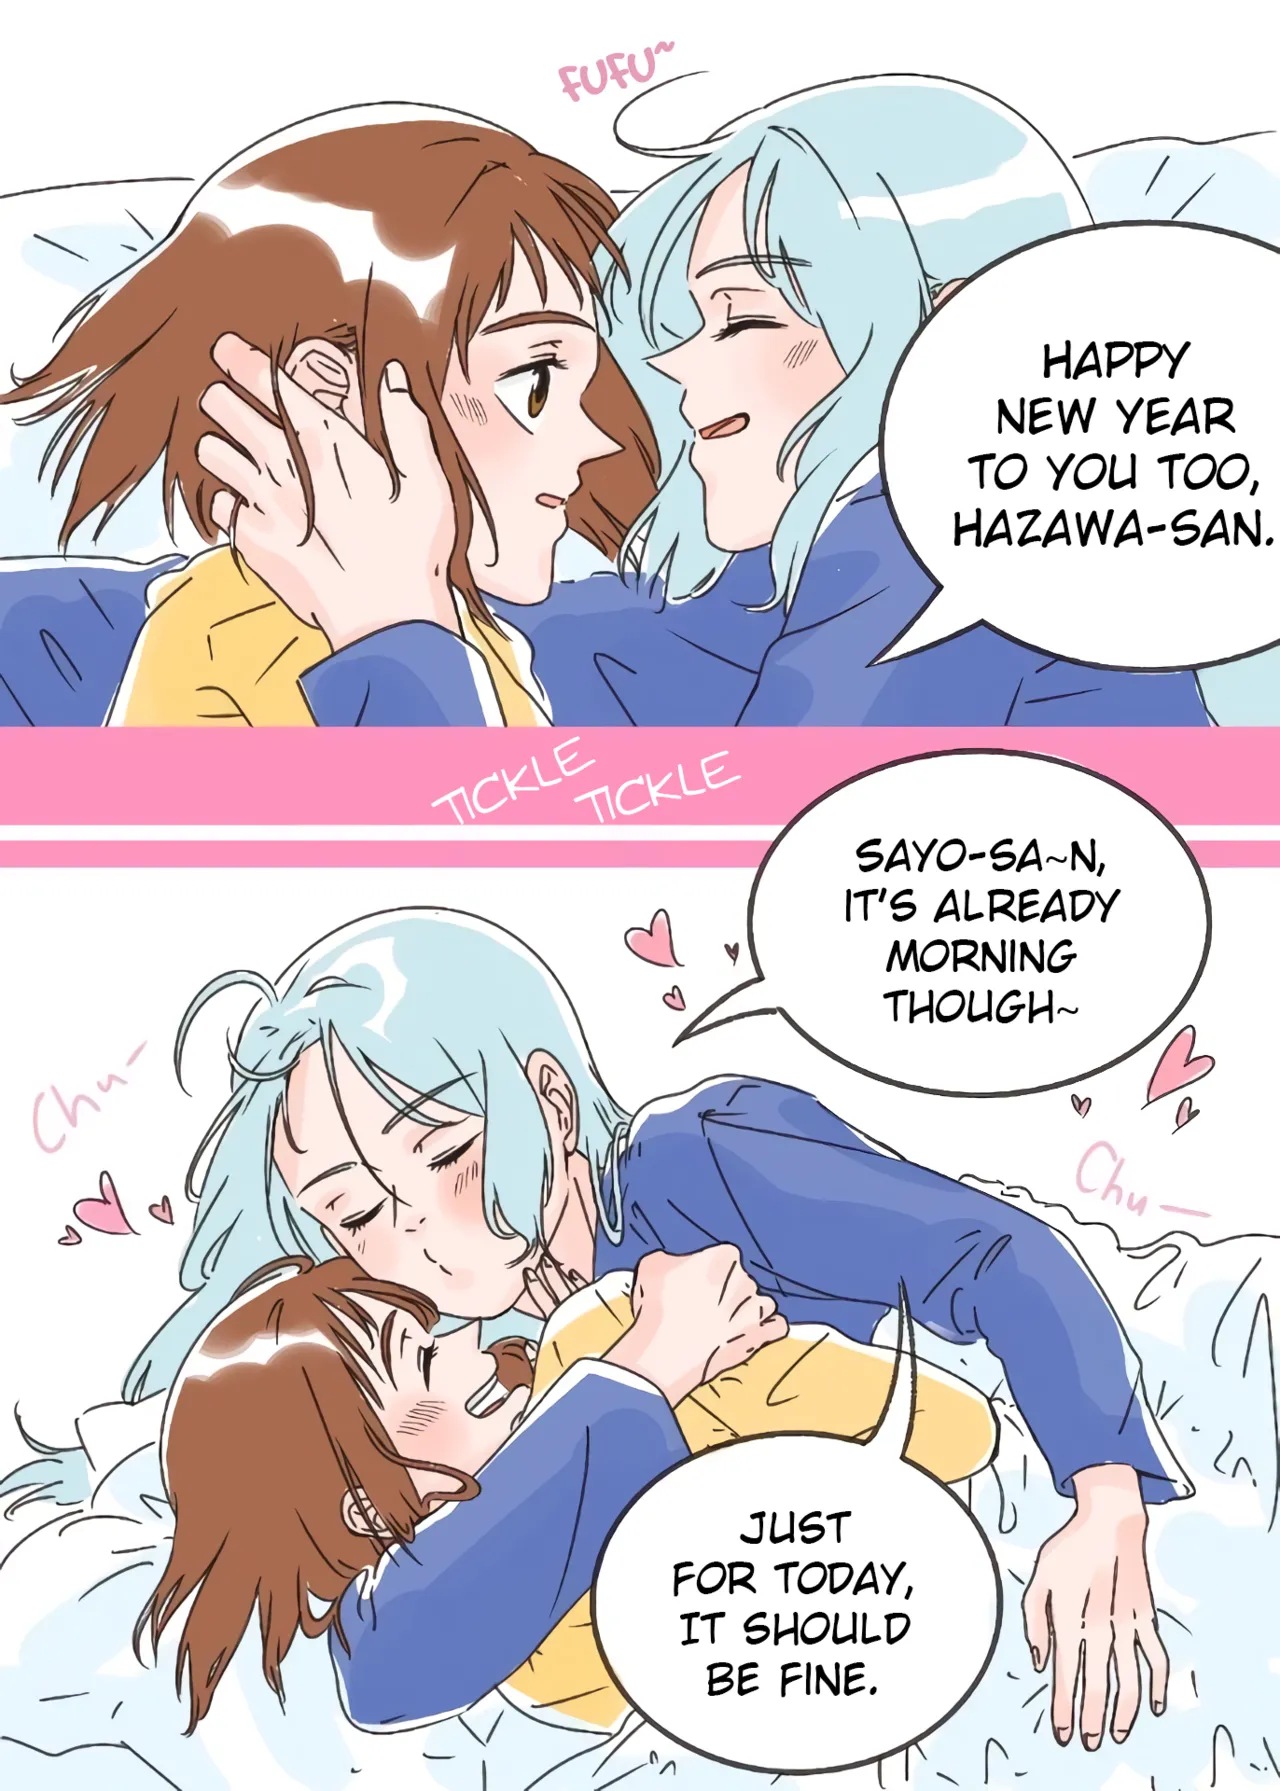 FUFU~
HAPPY
NEW YEAR
TO YOU TOO,
HAZAWA-SAN.
TICKLE
TICKLE
SAYO-SA~N,
IT'S ALREADY
MORNING
THOUGH~
Chu-
Chu—
JUST
FOR TODAY,
IT SHOULD
BE FINE.